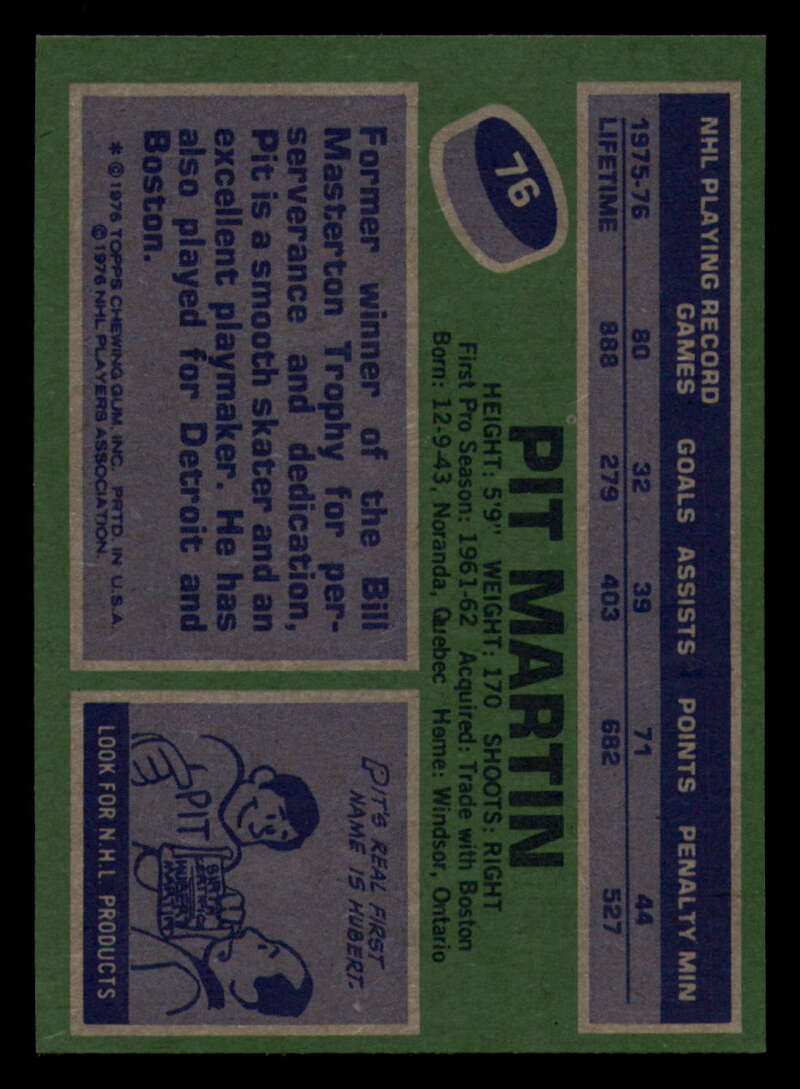 NHL PLAYING RECORD
GAMES GOALS ASSISTS POINTS PENALTY MIN
1975-76 80 32 39 71 44
LIFETIME 888 279 403 682 527
76
PIT MARTIN
HEIGHT: 5'9" WEIGHT: 170 SHOOTS: RIGHT
First Pro Season: 1961-62 Acquired: Trade with Boston
Born: 12-9-43, Noranda, Quebec Home: Windsor, Ontario
Former winner of the Bill
Masterton Trophy for per-
serverance and dedication,
Pit is a smooth skater and an
excellent playmaker. He has
also played for Detroit and
Boston.
* © 1976 TOPPS CHEWING GUM, INC. PRTD. IN U.S.A.
© 1976 NHL PLAYERS ASSOCIATION.
PIT'S REAL FIRST
NAME IS HUBERT.
PIT
BIRTH
CERTIFICATE
HUBERT
MARTIN
LOOK FOR N.H.L. PRODUCTS